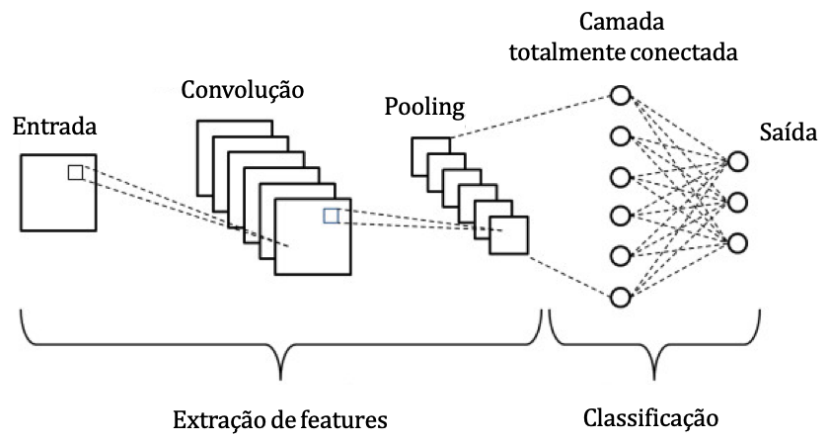 Camada
totalmente conectada
Convolução
Pooling
Entrada
Saída
Extração de features
Classificação